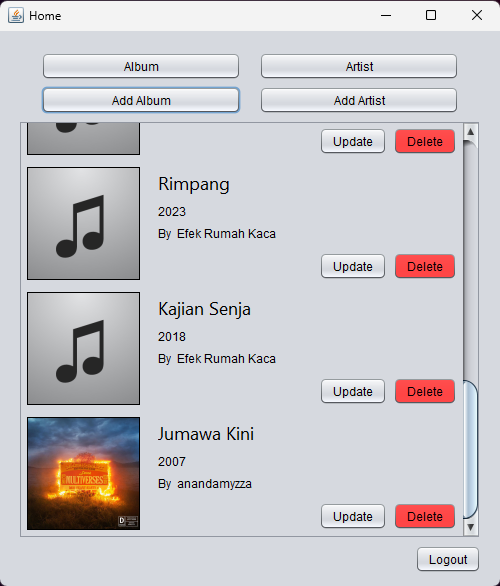 Home
Album
Artist
Add Album
Add Artist
Update
Delete
Rimpang
2023
By Efek Rumah Kaca
Update
Delete
Kajian Senja
2018
By Efek Rumah Kaca
Update
Delete
MULTIVERSES
Jumawa Kini
2007
By anandamyzza
Update
Delete
Logout